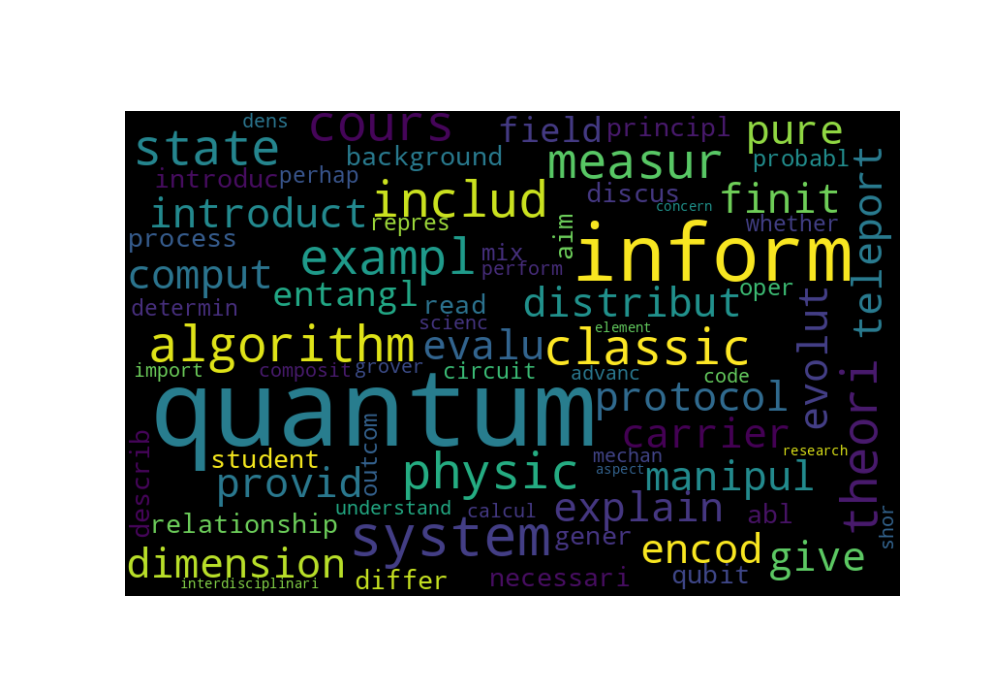 dens
cours
field
principl
pure
state
background
measur
probabl
introduc
perhap
includ
discus
concern
finit
teleport
introduct
repres
aim
inform
whether
process
exampl
mix
perform
comput
entangl
read
distribut
oper
evolut
determin
scienc
element
algorithm
evalu
classic
import
composit
grover
circuit
advanc
code
theori
quantum
protocol
carrier
describ
student
outcom
physic
mechan
aspect
research
provid
manipul
relationship
understand
calcul
explain
abl
shor
system
gener
encod
give
dimension
interdisciplinari
differ
necessari
qubit